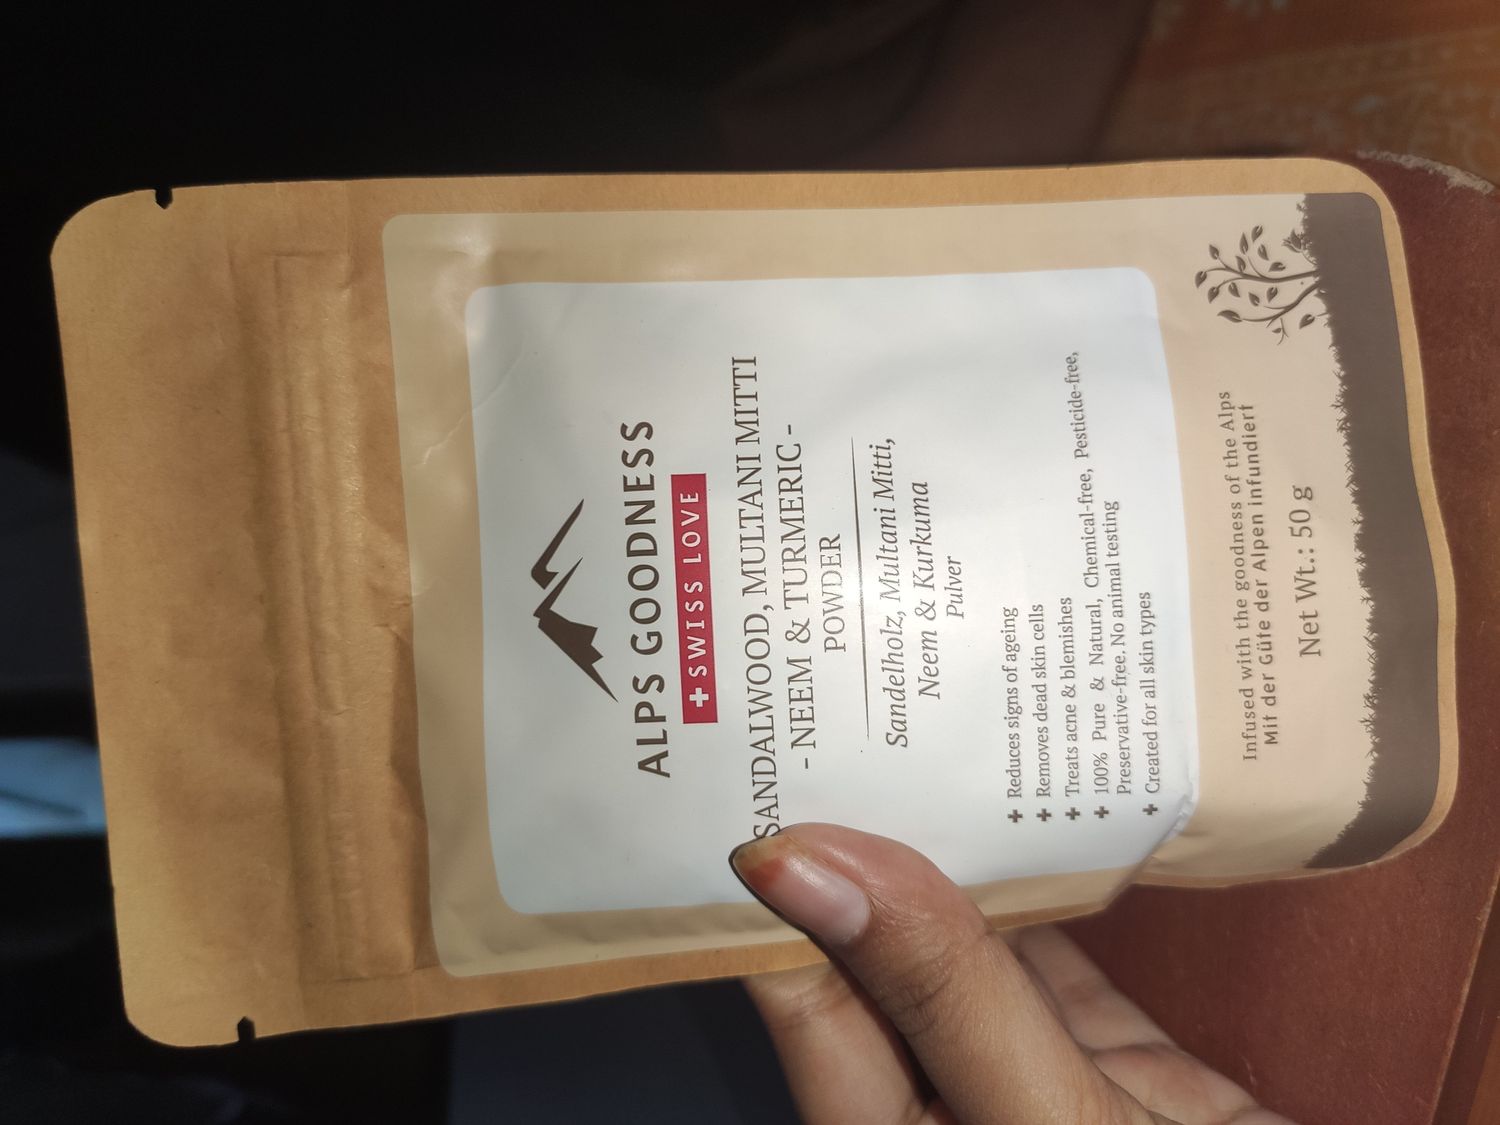 ALPS GOODNESS
SWISS LOVE
SANDALWOOD, MULTANI MITTI
- NEEM & TURMERIC -
POWDER
Sandelholz, Multani Mitti,
Neem & Kurkuma
Pulver
Reduces signs of ageing
Removes dead skin cells
Treats acne & blemishes
100% Pure & Natural, Chemical-free, Pesticide-free,
Preservative-free. No animal testing
Created for all skin types
Infused with the goodness of the Alps
Mit der Güte der Alpen infundiert
Net Wt.: 50 g